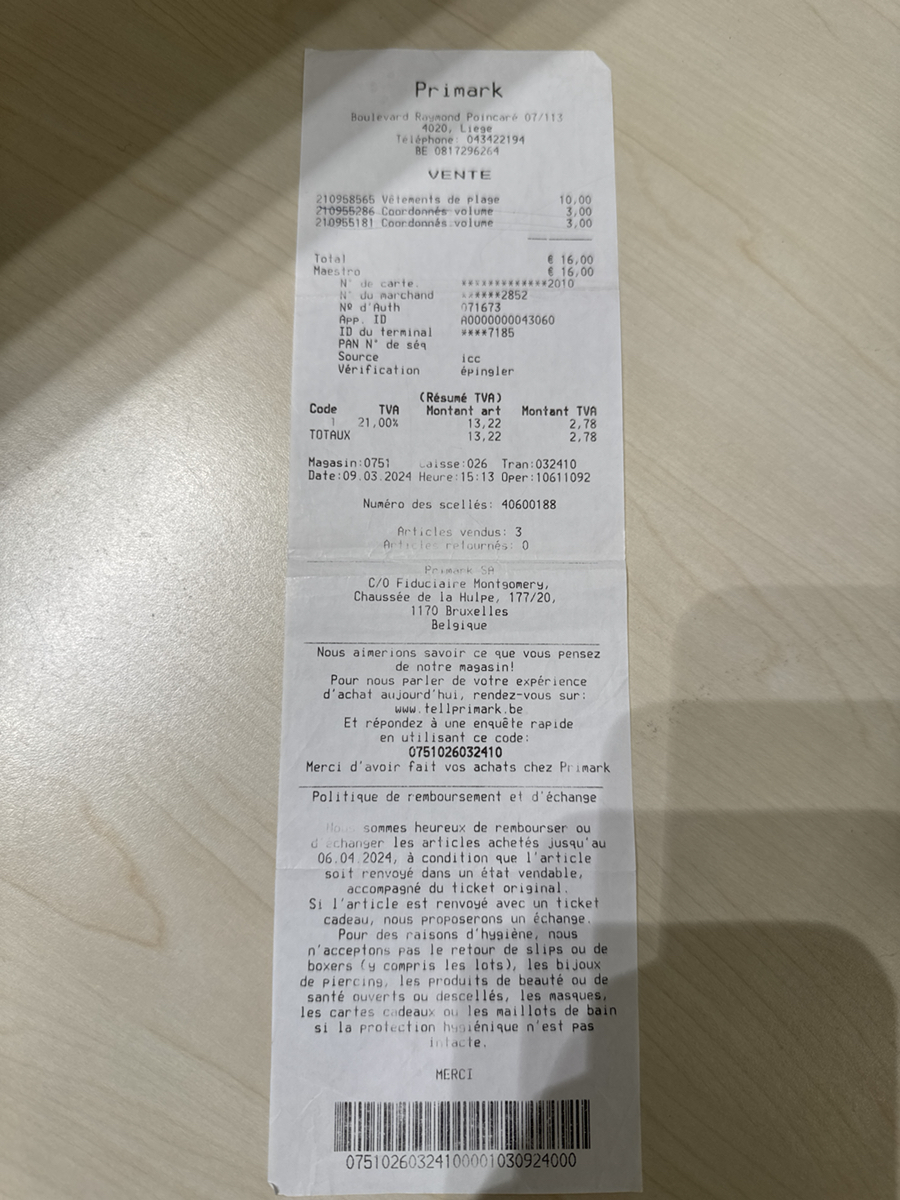 Primark
Boulevard Raymond Poincaré 07/113
4020, Liege
Téléphone: 043422194
BE 0817296264
VENTE
210958565 Vêtements de plage 10,00
210955286 Coordonnés volume 3,00
210955181 Coordonnés volume 3,00
Total € 16,00
Maestro € 16,00
N° de carte. *************2010
N° du marchand ******2852
Nº d'Auth 071673
App. ID A0000000043060
ID du terminal ****7185
PAN N° de séq
Source icc
Vérification épingler
(Résumé TVA)
Code TVA Montant art Montant TVA
1 21,00% 13,22 2,78
TOTAUX 13,22 2,78
Magasin:0751 Caisse:026 Tran:032410
Date:09.03.2024 Heure:15:13 Oper:10611092
Numéro des scellés: 40600188
Articles vendus: 3
Articles retournés: 0
Primark SA
C/O Fiduciaire Montgomery,
Chaussée de la Hulpe, 177/20,
1170 Bruxelles
Belgique
Nous aimerions savoir ce que vous pensez
de notre magasin!
Pour nous parler de votre expérience
d'achat aujourd'hui, rendez-vous sur:
www.tellprimark.be
Et répondez à une enquête rapide
en utilisant ce code:
0751026032410
Merci d'avoir fait vos achats chez Primark
Politique de remboursement et d'échange
Nous sommes heureux de rembourser ou
d'échanger les articles achetés jusqu'au
06.04.2024, à condition que l'article
soit renvoyé dans un état vendable,
accompagné du ticket original.
Si l'article est renvoyé avec un ticket
cadeau, nous proposerons un échange.
Pour des raisons d'hygiène, nous
n'acceptons pas le retour de slips ou de
boxers (y compris les lots), les bijoux
de piercing, les produits de beauté ou de
santé ouverts ou descellés, les masques,
les cartes cadeaux ou les maillots de bain
si la protection hygiénique n'est pas
intacte.
MERCI
07510260324100001030924000